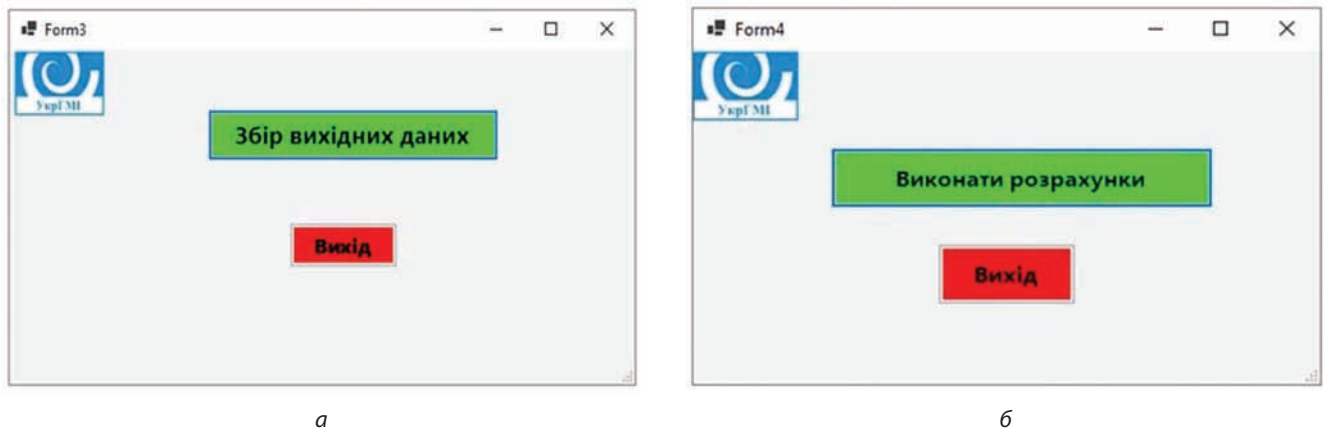 Form3
УкрГМІ
Збір вихідних даних
Вихід
а
Form4
УкрГМІ
Виконати розрахунки
Вихід
б